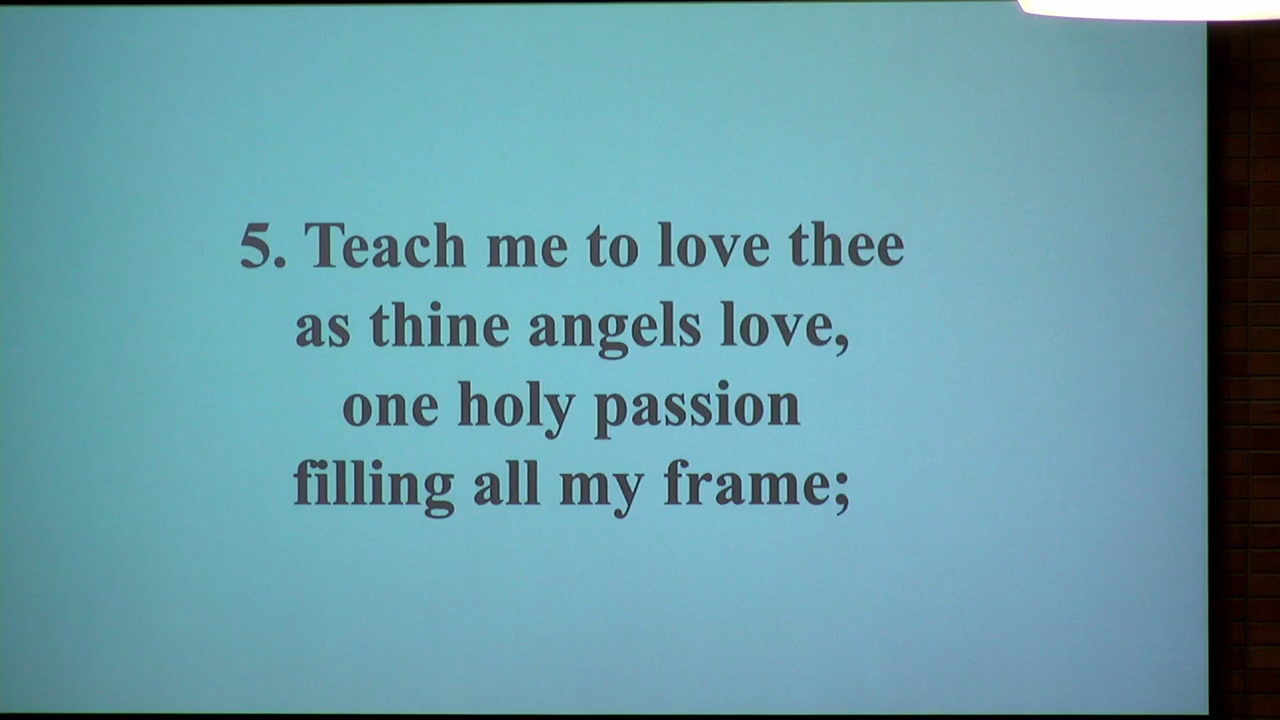 5. Teach me to love thee
as thine angels love,
one holy passion
filling all my frame;